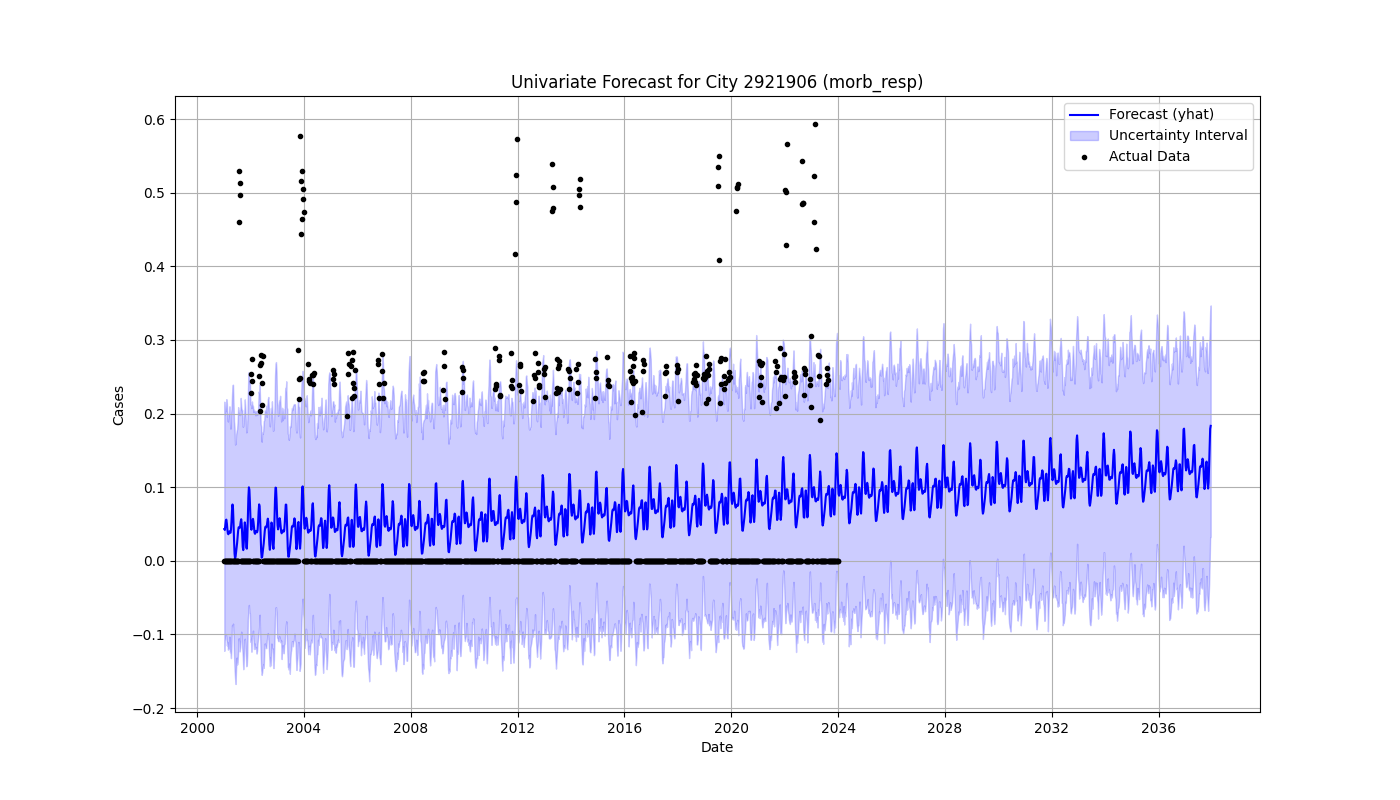 Univariate Forecast for City 2921906 (morb_resp)
Forecast (yhat)
Uncertainty Interval
Actual Data
Cases
0.6
0.5
0.4
0.3
0.2
0.1
0.0
−0.1
−0.2
2000 2004 2008 2012 2016 2020 2024 2028 2032 2036
Date